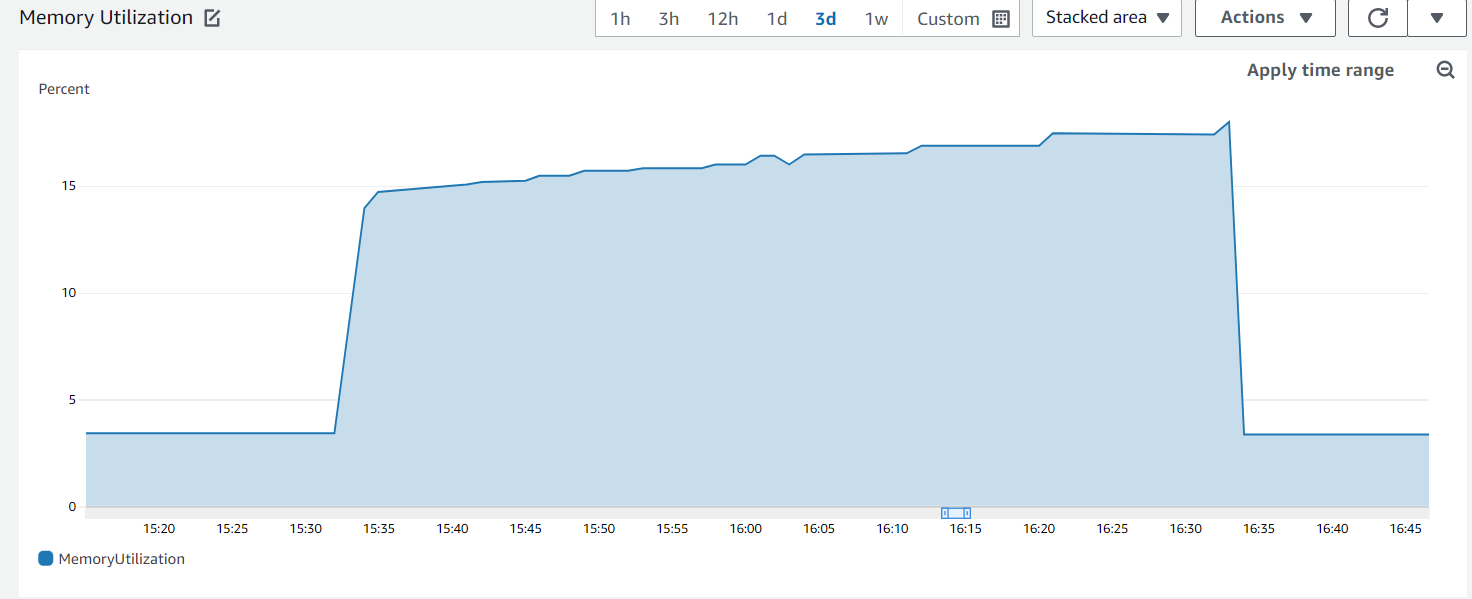 Memory Utilization
1h 3h 12h 1d 3d 1w Custom
Stacked area
Actions
Apply time range
Percent
15
10
5
0
15:20 15:25 15:30 15:35 15:40 15:45 15:50 15:55 16:00 16:05 16:10 16:15 16:20 16:25 16:30 16:35 16:40 16:45
MemoryUtilization